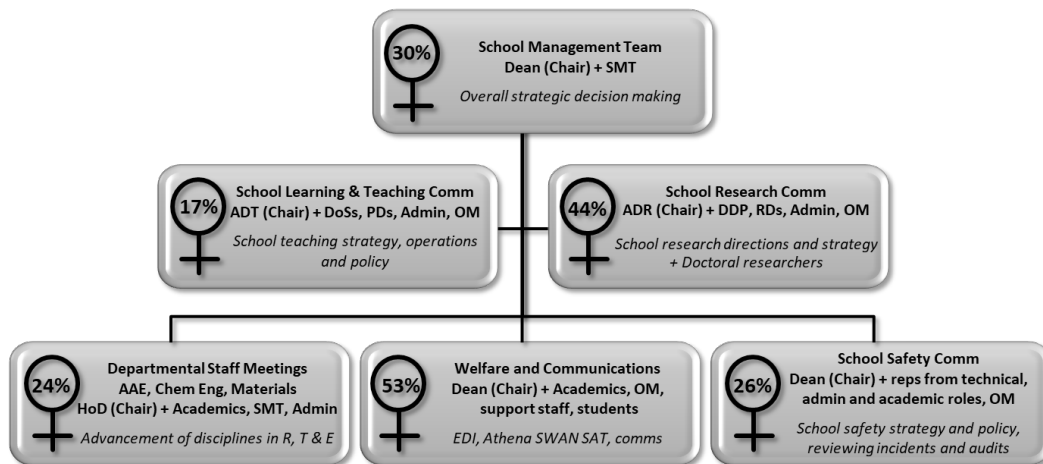 30%
School Management Team
Dean (Chair) + SMT
Overall strategic decision making
17%
School Learning & Teaching Comm
ADT (Chair) + DoSs, PDs, Admin, OM
School teaching strategy, operations
and policy
44%
School Research Comm
ADR (Chair) + DDP, RDs, Admin, OM
School research directions and strategy
+ Doctoral researchers
24%
Departmental Staff Meetings
AAE, Chem Eng, Materials
HoD (Chair) + Academics, SMT, Admin
Advancement of disciplines in R, T & E
53%
Welfare and Communications
Dean (Chair) + Academics, OM,
support staff, students
EDI, Athena SWAN SAT, comms
26%
School Safety Comm
Dean (Chair) + reps from technical,
admin and academic roles, OM
School safety strategy and policy,
reviewing incidents and audits